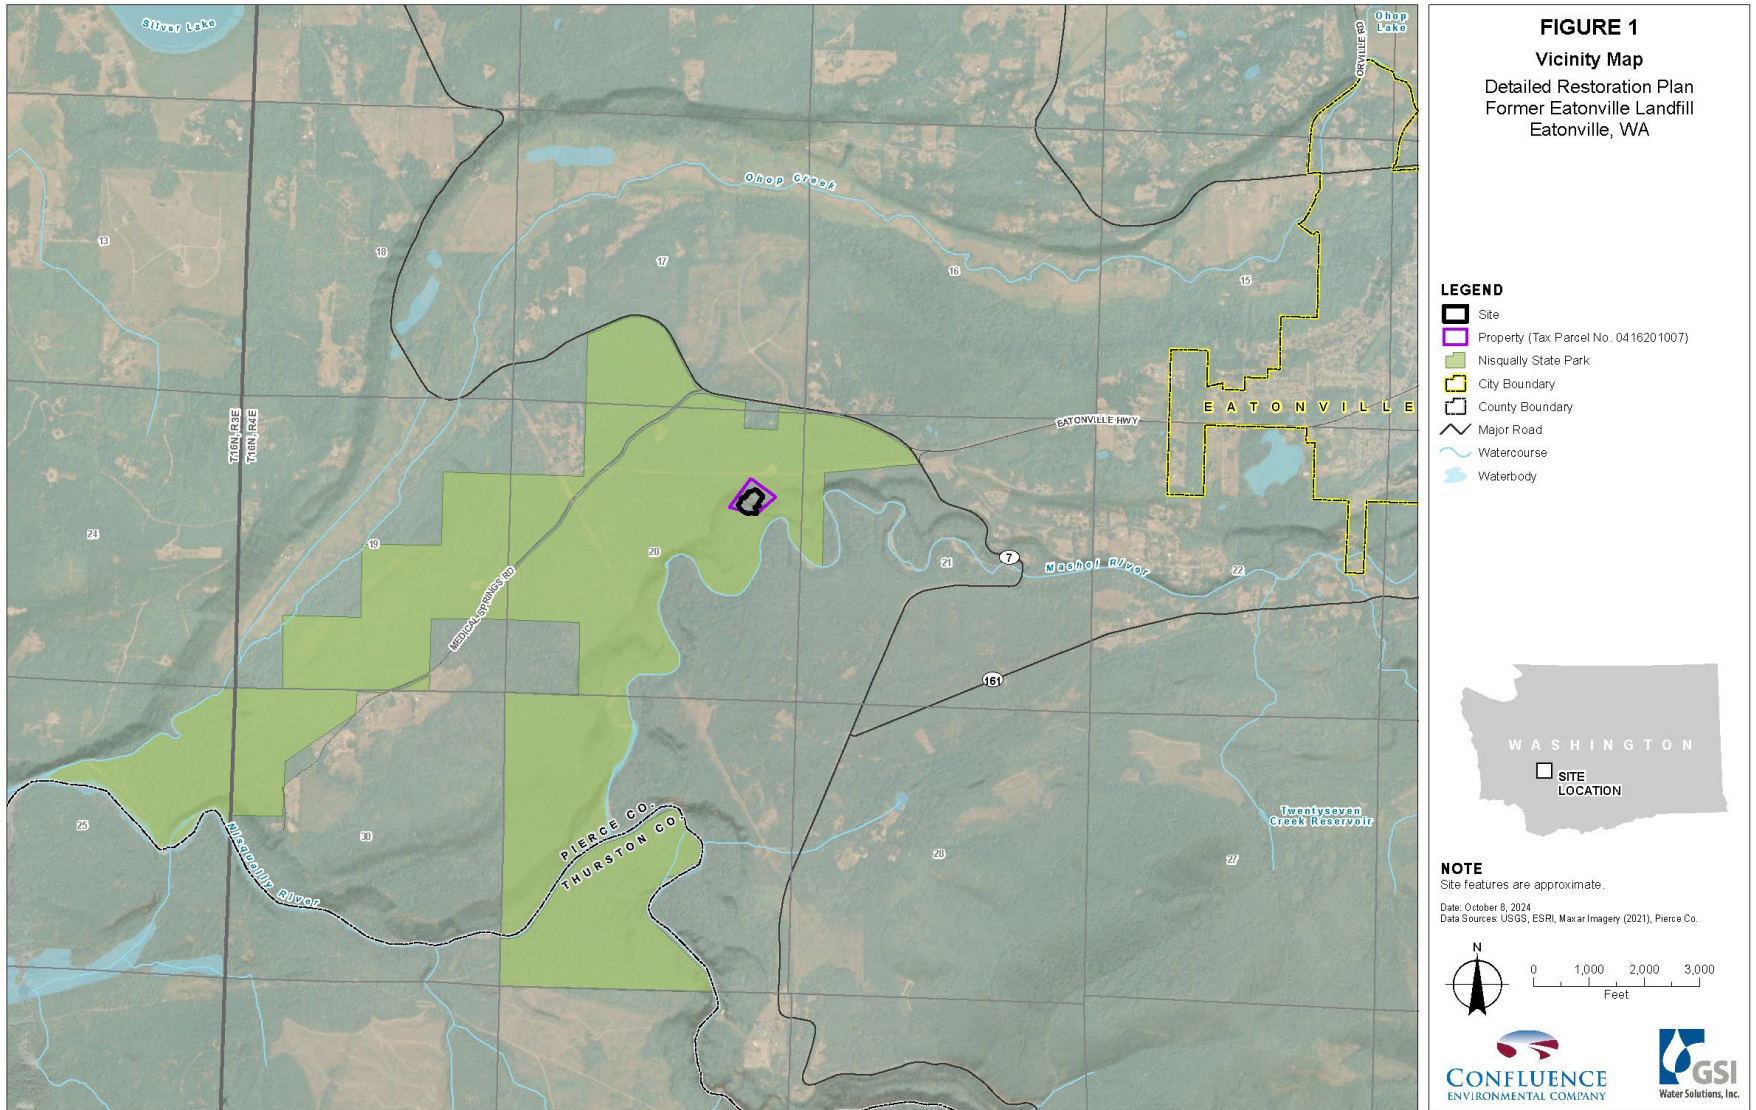 Silver Lake
Ohop
Lake
ORVILLE RD
Ohop Creek
13
18
17
16
15
T16N, R3E
T16N, R4E
EATONVILLE HWY
EATONVILLE
24
19
20
21
22
7
Mashel River
MEDICAL SPRINGS RD
161
25
30
28
27
PIERCE CO.
THURSTON CO.
Nisqually River
Twentyseven
Creek Reservoir
FIGURE 1
Vicinity Map
Detailed Restoration Plan
Former Eatonville Landfill
Eatonville, WA
LEGEND
Site
Property (Tax Parcel No. 0416201007)
Nisqually State Park
City Boundary
County Boundary
Major Road
Watercourse
Waterbody
WASHINGTON
SITE
LOCATION
NOTE
Site features are approximate.
Date: October 8, 2024
Data Sources: USGS, ESRI, Maxar Imagery (2021), Pierce Co.
N
0 1,000 2,000 3,000
Feet
CONFLUENCE
ENVIRONMENTAL COMPANY
GSI
Water Solutions, Inc.